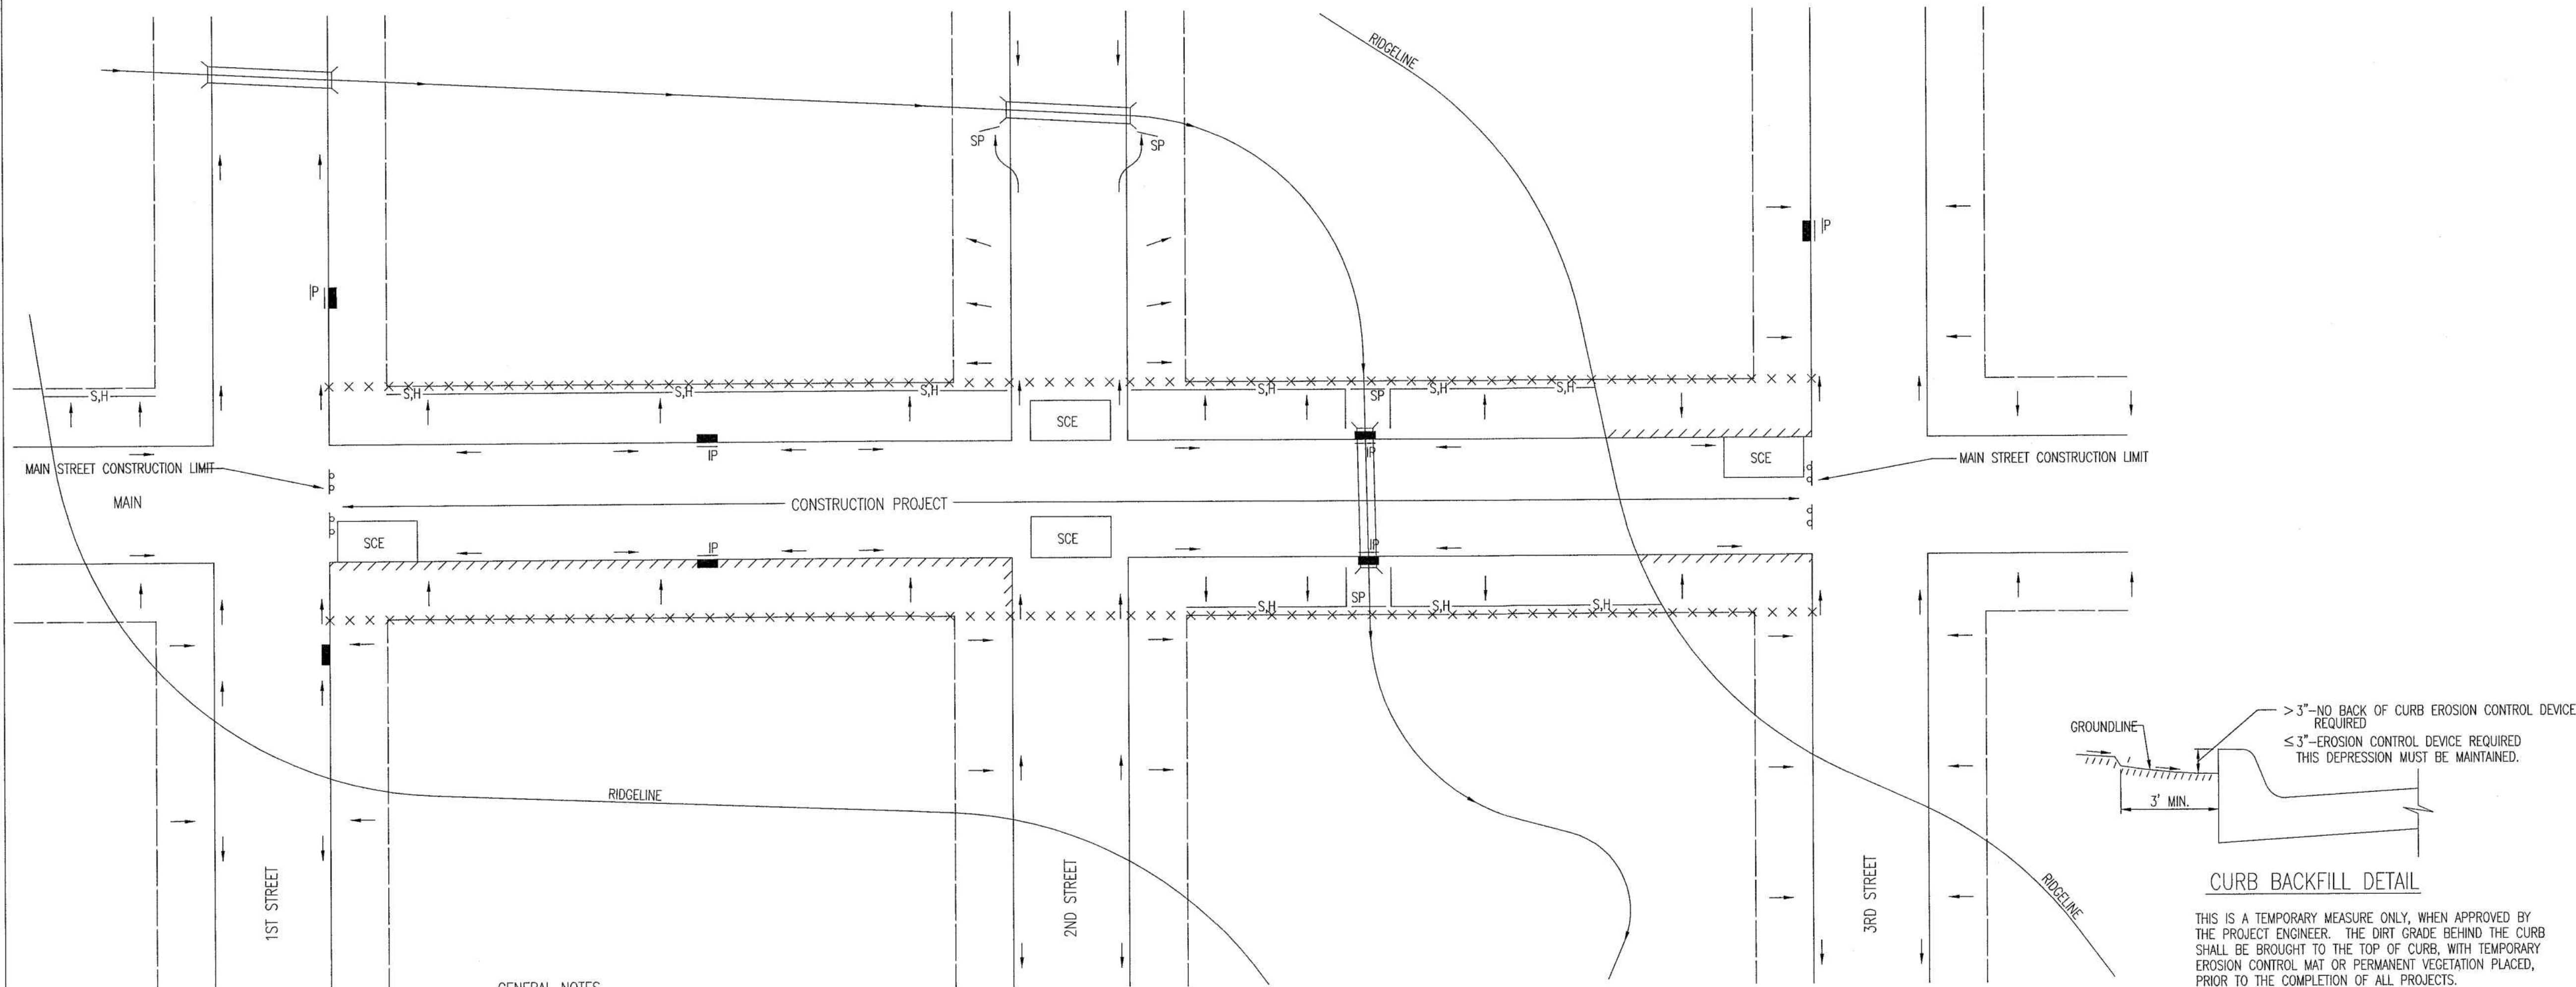 RIDGELINE
SP
SP
IP
IP
S,H
S,H
S,H
S,H
S,H
SP
S,H
S,H
SCE
IP
IP
SCE
MAIN STREET CONSTRUCTION LIMIT
MAIN STREET CONSTRUCTION LIMIT
MAIN
CONSTRUCTION PROJECT
SCE
SCE
IP
IP
S,H
SP
S,H
S,H
RIDGELINE
1ST STREET
2ND STREET
3RD STREET
RIDGELINE
GROUNDLINE
>3"-NO BACK OF CURB EROSION CONTROL DEVICE
REQUIRED
≤3"-EROSION CONTROL DEVICE REQUIRED
THIS DEPRESSION MUST BE MAINTAINED.
3' MIN.
CURB BACKFILL DETAIL
THIS IS A TEMPORARY MEASURE ONLY, WHEN APPROVED BY
THE PROJECT ENGINEER. THE DIRT GRADE BEHIND THE CURB
SHALL BE BROUGHT TO THE TOP OF CURB, WITH TEMPORARY
EROSION CONTROL MAT OR PERMANENT VEGETATION PLACED,
PRIOR TO THE COMPLETION OF ALL PROJECTS.
GENERAL NOTES